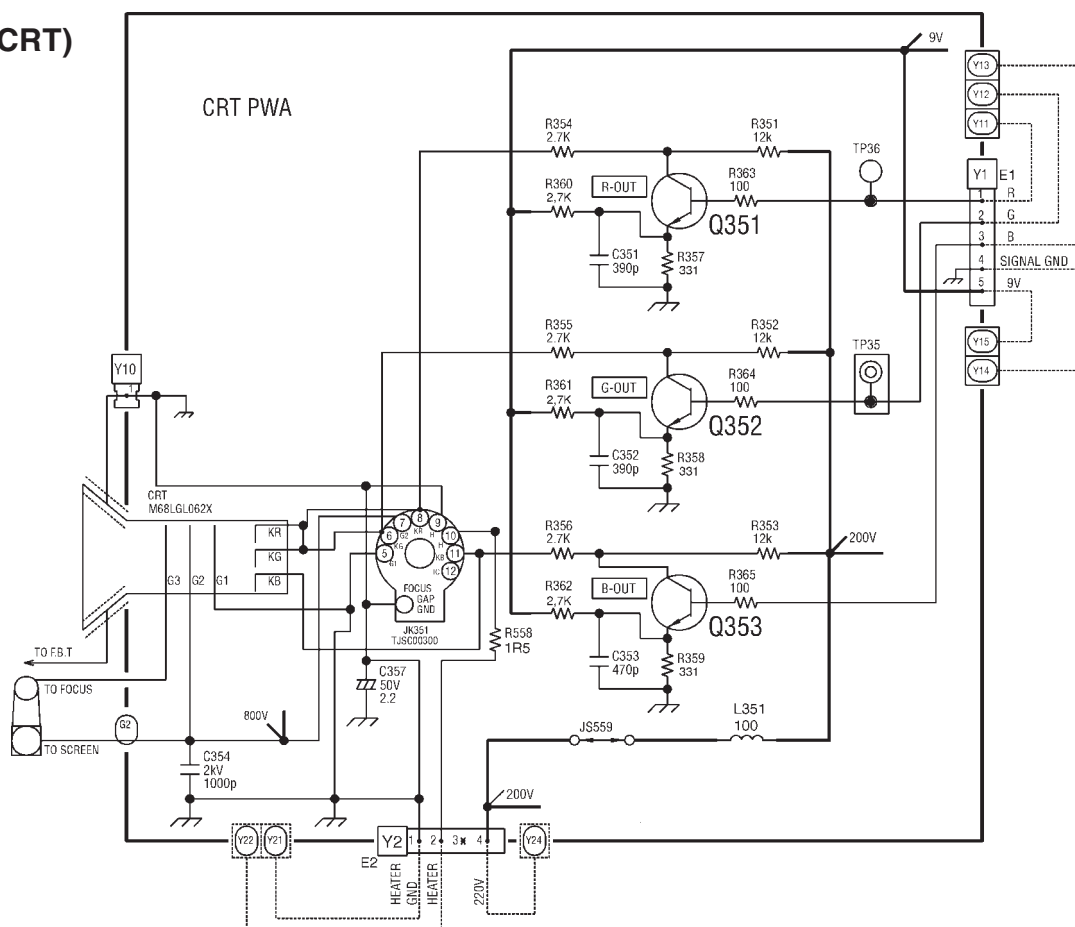 CRT)
CRT PWA
9V
Y13
Y12
Y11
R354
2.7K
R351
12k
TP36
R360
2,7K
R-OUT
R363
100
Q351
Y1
E1
1
R
2
G
3
B
4
SIGNAL GND
5
9V
C351
390p
R357
331
R355
2.7K
R352
12k
TP35
Y15
Y14
Y10
1
R361
2,7K
G-OUT
R364
100
Q352
C352
390p
R358
331
CRT
M68LGL062X
KR
KG
KB
G3
G2
G1
5
6
7
8
9
10
11
12
G1
KG
G2
KR
H
H
KB
IC
FOCUS
GAP
GND
JK351
TJSC00300
R356
2.7K
R353
12k
200V
R362
2,7K
B-OUT
R365
100
Q353
R558
1R5
C353
470p
R359
331
TO F.B.T
TO FOCUS
TO SCREEN
G2
800V
C357
50V
2.2
C354
2kV
1000p
JS559
L351
100
200V
Y22
Y21
Y2
1
2
3
4
Y24
E2
HEATER
GND
HEATER
220V